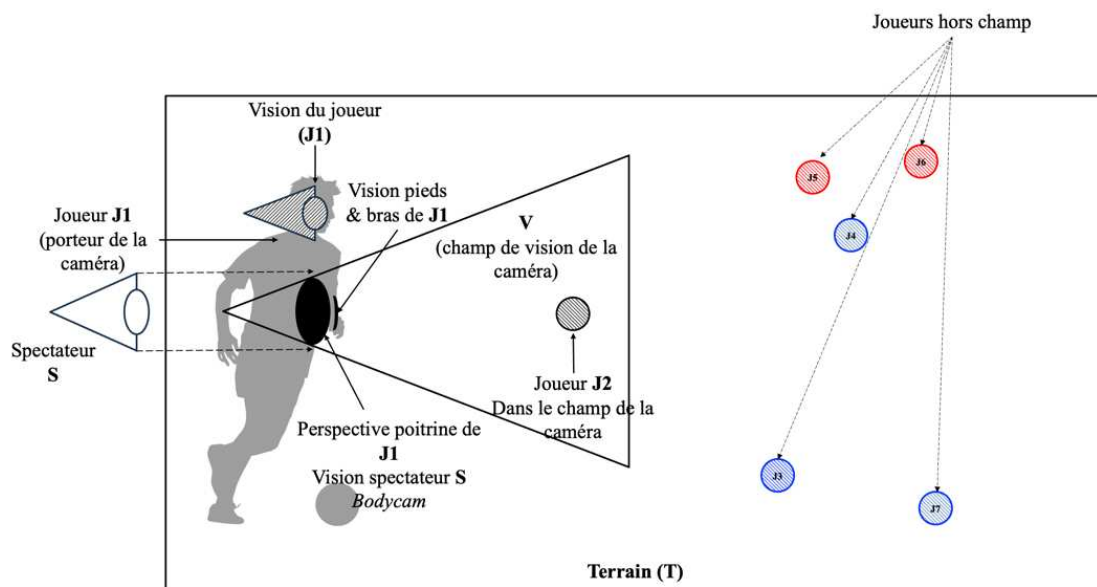 Joueurs hors champ
Vision du joueur
(J1)
Vision pieds
& bras de J1
Joueur J1
(porteur de la
caméra)
V
(champ de vision de la
caméra)
J5
J6
J4
Spectateur
S
Joueur J2
Dans le champ de la
caméra
Perspective poitrine de
J1
Vision spectateur S
Bodycam
J3
J7
Terrain (T)